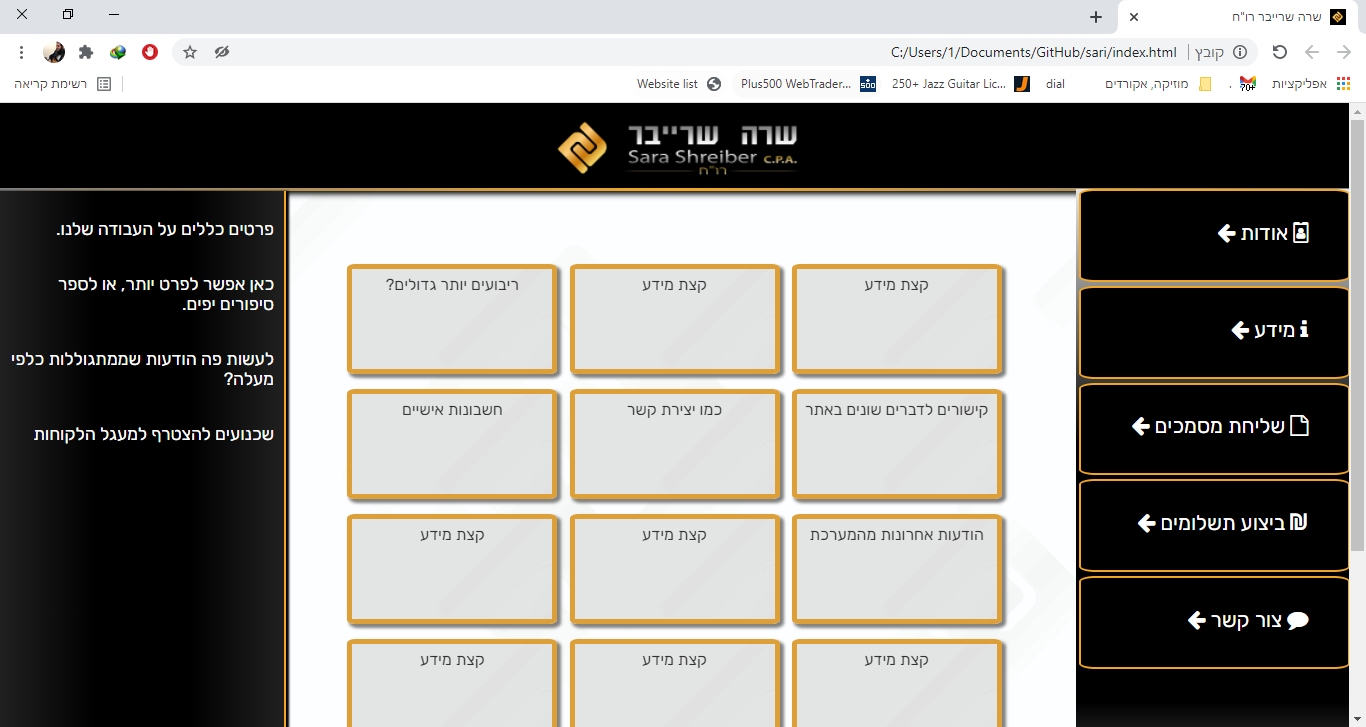 שרה שרייבר רו"ח
C:/Users/1/Documents/GitHub/sari/index.html
קובץ
אפליקציות
.
70+
מוזיקה, אקורדים
dial
250+ Jazz Guitar Lic...
Plus500 WebTrader...
500
Website list
רשימת קריאה
שרה שרייבר
Sara Shreiber C.P.A.
רו"ח
אודות
מידע
שליחת מסמכים
ביצוע תשלומים
צור קשר
קצת מידע
קצת מידע
ריבועים יותר גדולים?
קישורים לדברים שונים באתר
כמו יצירת קשר
חשבונות אישיים
הודעות אחרונות מהמערכת
קצת מידע
קצת מידע
קצת מידע
קצת מידע
קצת מידע
פרטים כללים על העבודה שלנו.
כאן אפשר לפרט יותר, או לספר
סיפורים יפים.
לעשות פה הודעות שממתגוללות כלפי
מעלה?
שכנועים להצטרף למעגל הלקוחות